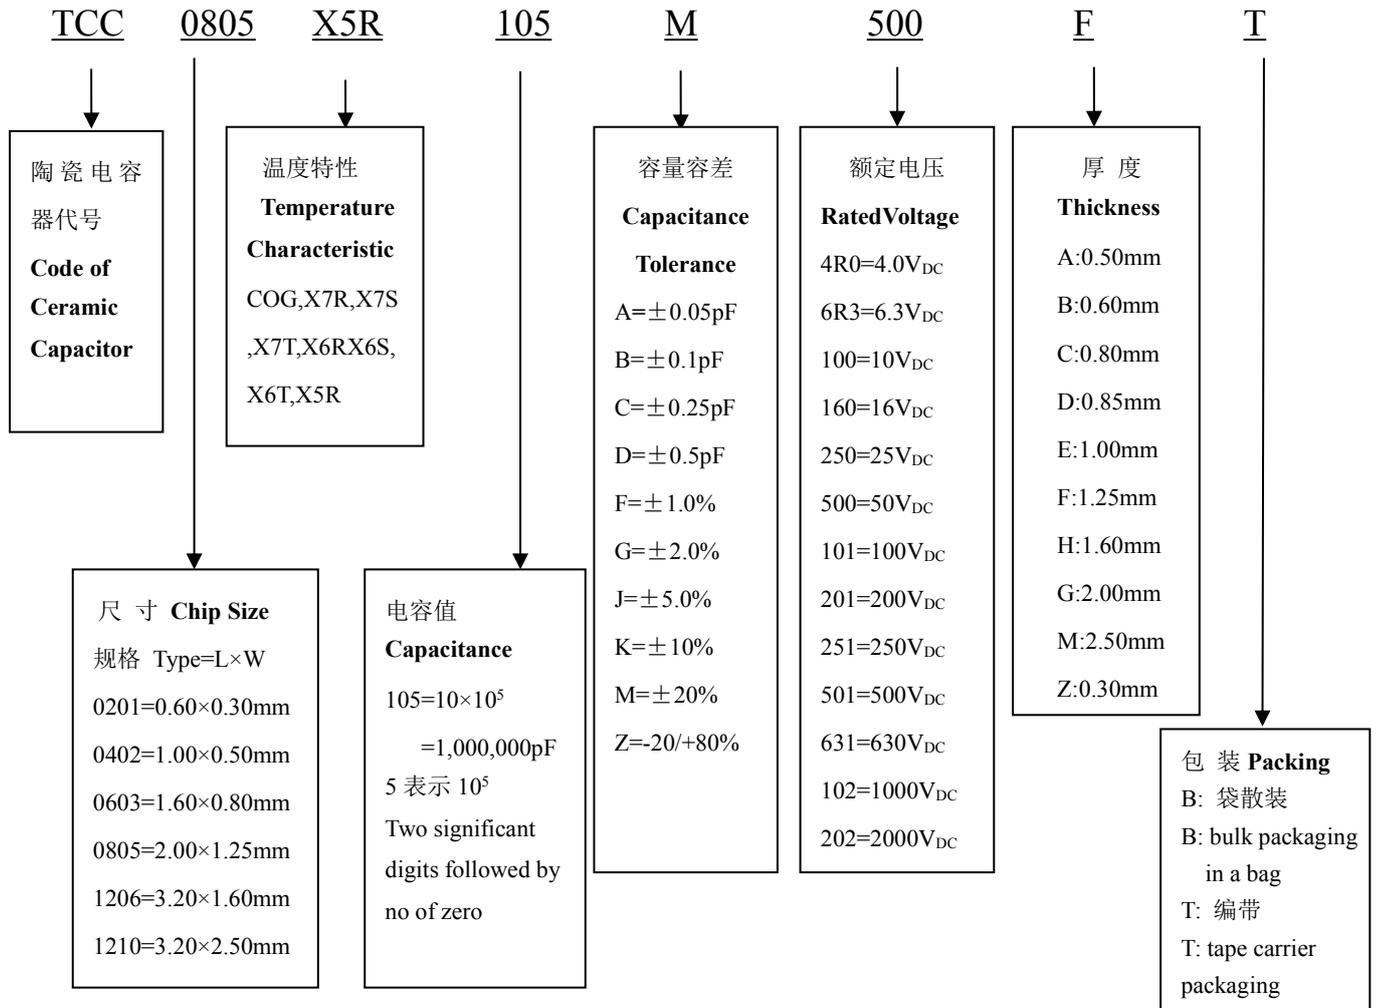 TCC 0805 X5R 105 M 500 F T
陶瓷电容
器代号
Code of
Ceramic
Capacitor
温度特性
Temperature
Characteristic
COG,X7R,X7S
,X7T,X6RX6S,
X6T,X5R
容量容差
Capacitance
Tolerance
A=±0.05pF
B=±0.1pF
C=±0.25pF
D=±0.5pF
F=±1.0%
G=±2.0%
J=±5.0%
K=±10%
M=±20%
Z=-20/+80%
额定电压
RatedVoltage
4R0=4.0VDC
6R3=6.3VDC
100=10VDC
160=16VDC
250=25VDC
500=50VDC
101=100VDC
201=200VDC
251=250VDC
501=500VDC
631=630VDC
102=1000VDC
202=2000VDC
厚 度
Thickness
A:0.50mm
B:0.60mm
C:0.80mm
D:0.85mm
E:1.00mm
F:1.25mm
H:1.60mm
G:2.00mm
M:2.50mm
Z:0.30mm
尺 寸 Chip Size
规格 Type=L×W
0201=0.60×0.30mm
0402=1.00×0.50mm
0603=1.60×0.80mm
0805=2.00×1.25mm
1206=3.20×1.60mm
1210=3.20×2.50mm
电容值
Capacitance
105=10×10⁵
=1,000,000pF
5 表示 10⁵
Two significant
digits followed by
no of zero
包 装 Packing
B: 袋散装
B: bulk packaging
in a bag
T: 编带
T: tape carrier
packaging